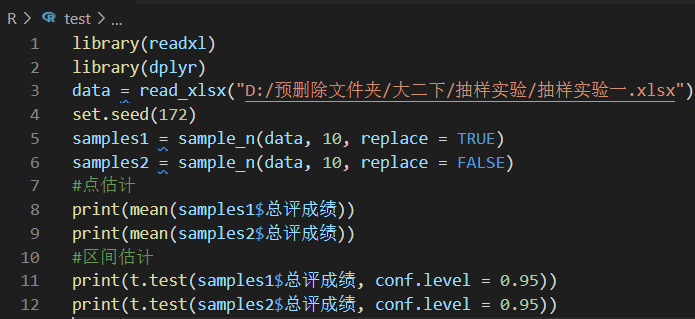 R > test > ...
1 library(readxl)
2 library(dplyr)
3 data = read_xlsx("D:/预删除文件夹/大二下/抽样实验/抽样实验一.xlsx")
4 set.seed(172)
5 samples1 = sample_n(data, 10, replace = TRUE)
6 samples2 = sample_n(data, 10, replace = FALSE)
7 #点估计
8 print(mean(samples1$总评成绩))
9 print(mean(samples2$总评成绩))
10 #区间估计
11 print(t.test(samples1$总评成绩, conf.level = 0.95))
12 print(t.test(samples2$总评成绩, conf.level = 0.95))